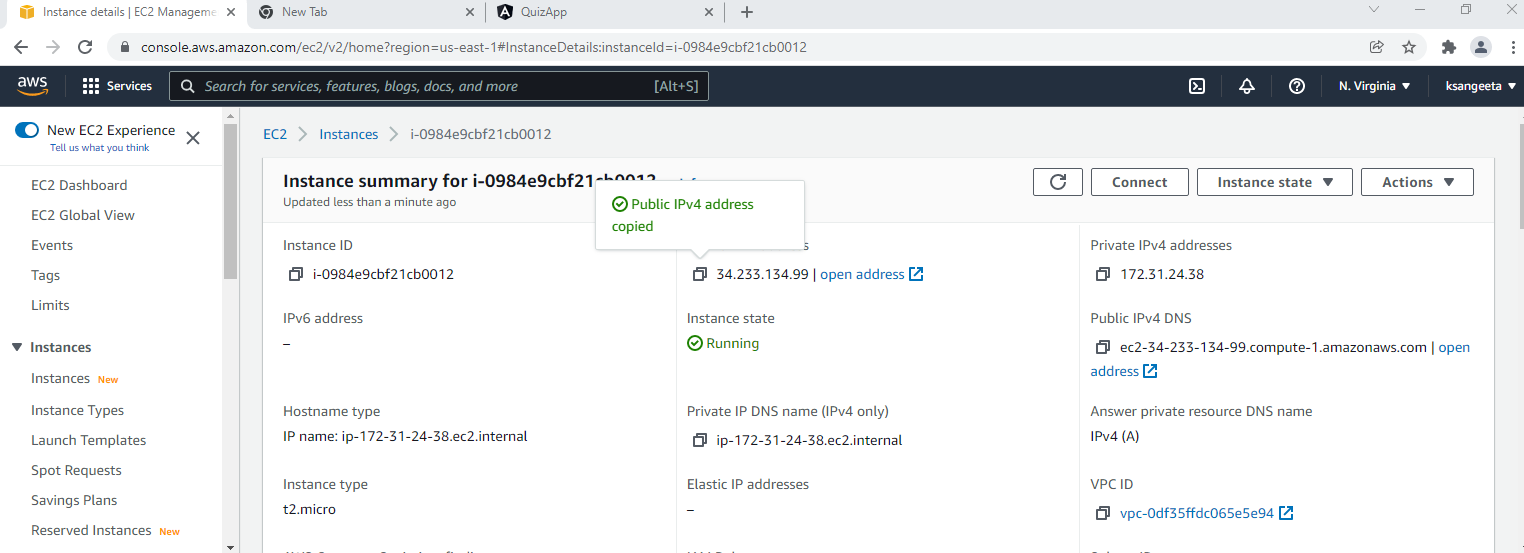 Instance details | EC2 Manageme
New Tab
QuizApp
console.aws.amazon.com/ec2/v2/home?region=us-east-1#InstanceDetails:instanceId=i-0984e9cbf21cb0012
aws
Services
Search for services, features, blogs, docs, and more
[Alt+S]
N. Virginia
ksangeeta
New EC2 Experience
Tell us what you think
EC2 Dashboard
EC2 Global View
Events
Tags
Limits
Instances
Instances New
Instance Types
Launch Templates
Spot Requests
Savings Plans
Reserved Instances New
EC2 > Instances > i-0984e9cbf21cb0012
Instance summary for i-0984e9cbf21cb0012
Updated less than a minute ago
Connect
Instance state
Actions
Public IPv4 address
copied
Instance ID
i-0984e9cbf21cb0012
34.233.134.99 | open address
Private IPv4 addresses
172.31.24.38
IPv6 address
–
Instance state
Running
Public IPv4 DNS
ec2-34-233-134-99.compute-1.amazonaws.com | open
address
Hostname type
IP name: ip-172-31-24-38.ec2.internal
Private IP DNS name (IPv4 only)
ip-172-31-24-38.ec2.internal
Answer private resource DNS name
IPv4 (A)
Instance type
t2.micro
Elastic IP addresses
–
VPC ID
vpc-0df35ffdc065e5e94